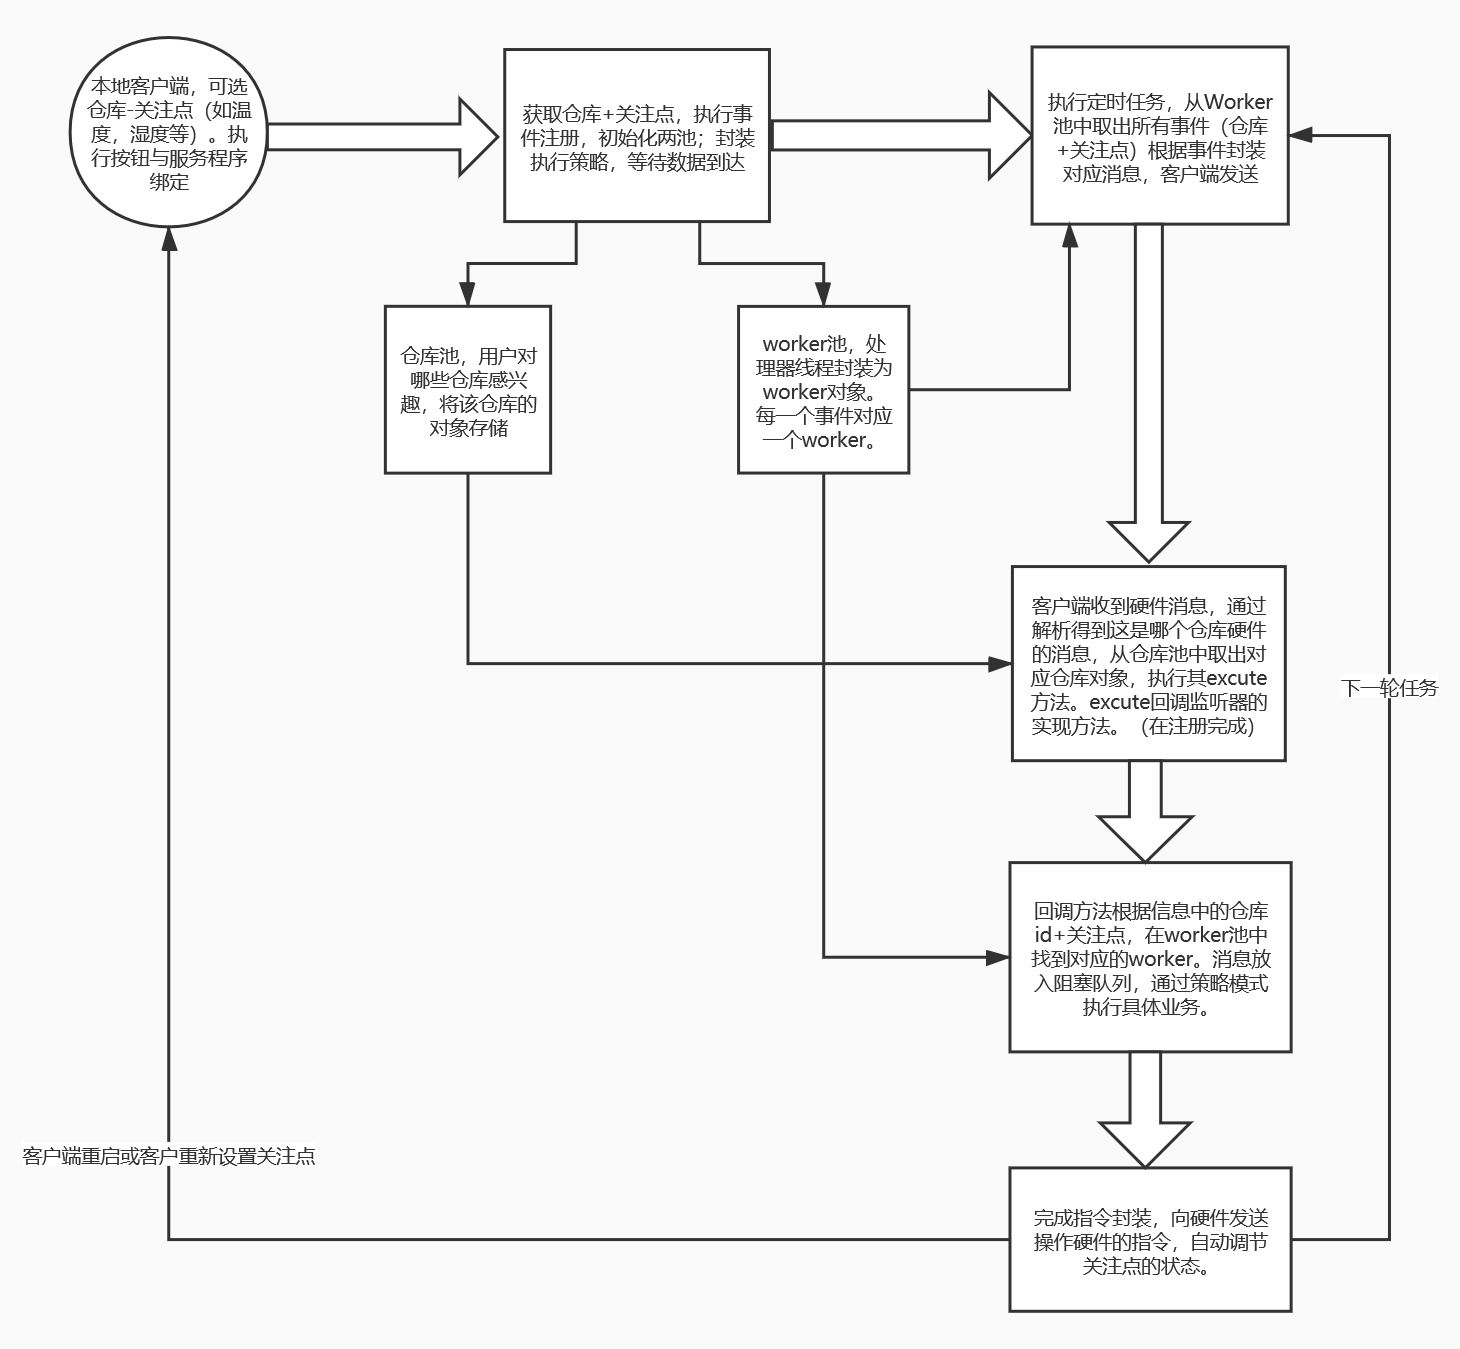 本地客户端，可选
仓库-关注点（如温
度，湿度等）。执
行按钮与服务程序
绑定
获取仓库+关注点，执行事
件注册，初始化两池；封装
执行策略，等待数据到达
执行定时任务，从Worker
池中取出所有事件（仓库
+关注点）根据事件封装
对应消息，客户端发送
仓库池，用户对
哪些仓库感兴
趣，将该仓库的
对象存储
worker池，处
理器线程封装为
worker对象。
每一个事件对应
一个worker。
客户端收到硬件消息，通过
解析得到这是哪个仓库硬件
的消息，从仓库池中取出对
应仓库对象，执行其excute
方法。excute回调监听器的
实现方法。（在注册完成）
下一轮任务
回调方法根据信息中的仓库
id+关注点，在worker池中
找到对应的worker。消息放
入阻塞队列，通过策略模式
执行具体业务。
客户端重启或客户重新设置关注点
完成指令封装，向硬件发送
操作硬件的指令，自动调节
关注点的状态。